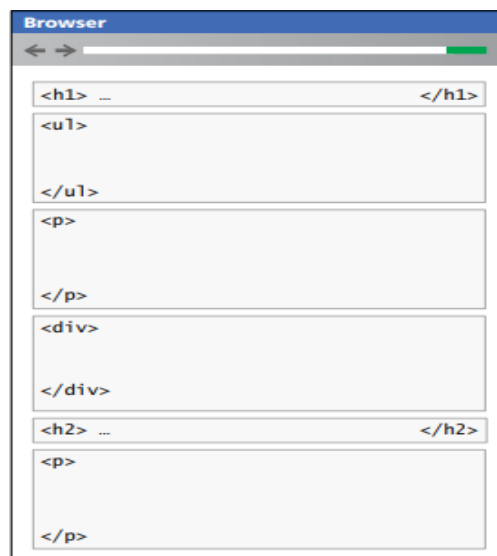 Browser
<h1> … </h1>
<ul>
</ul>
<p>
</p>
<div>
</div>
<h2> … </h2>
<p>
</p>